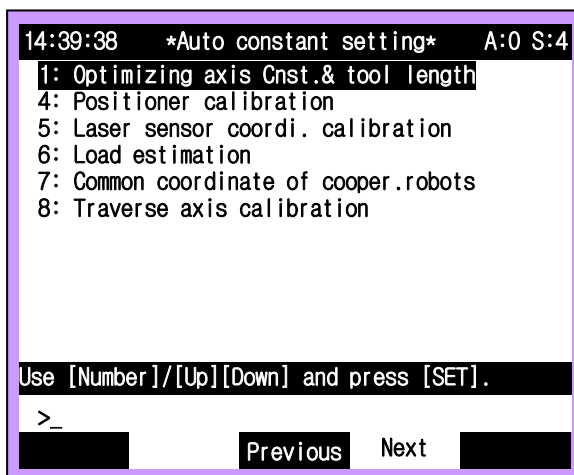 14:39:38 *Auto constant setting* A:0 S:4
1: Optimizing axis Cnst.& tool length
4: Positioner calibration
5: Laser sensor coordi. calibration
6: Load estimation
7: Common coordinate of cooper.robots
8: Traverse axis calibration
Use [Number]/[Up][Down] and press [SET].
>_
Previous Next